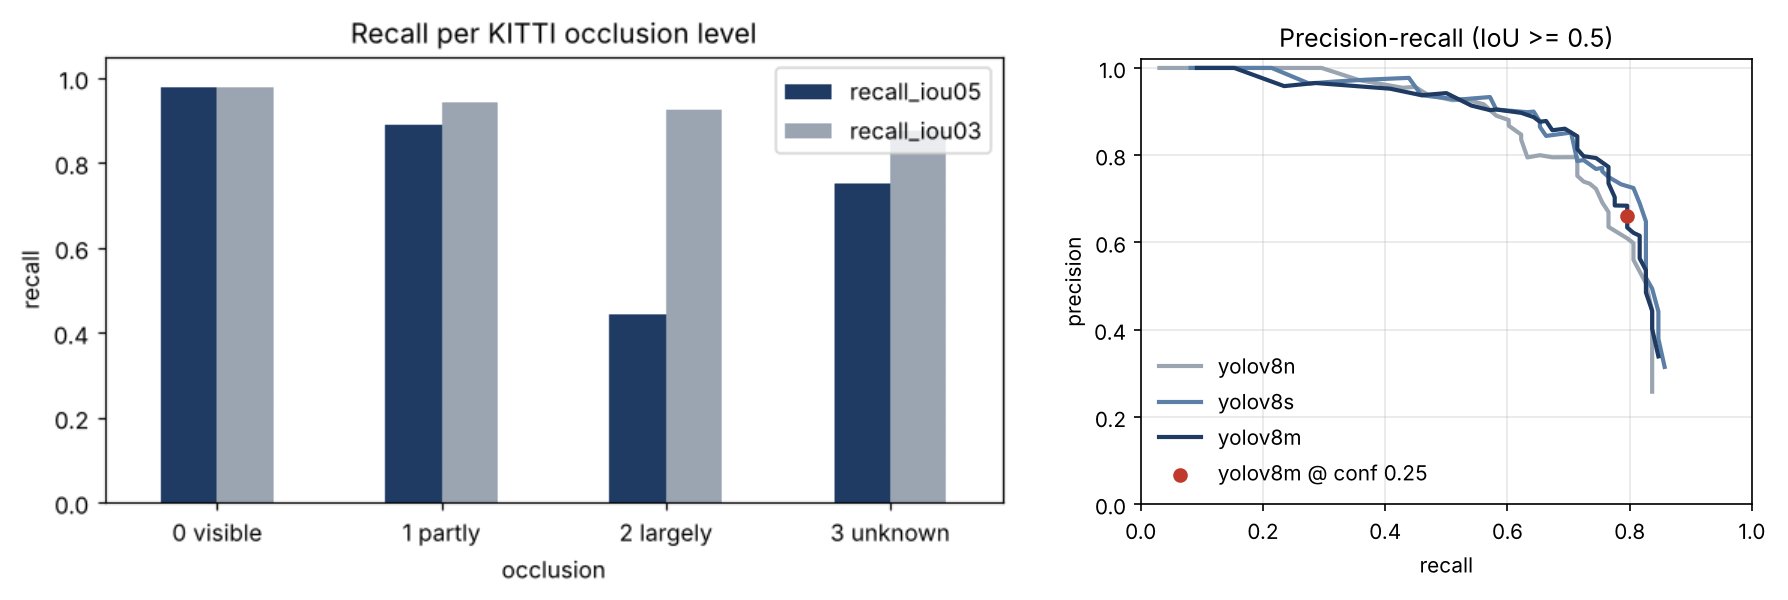 Recall per KITTI occlusion level
recall_iou05
recall_iou03
1.0
0.8
0.6
0.4
0.2
0.0
recall
0 visible
1 partly
2 largely
3 unknown
occlusion
Precision-recall (IoU >= 0.5)
1.0
0.8
0.6
0.4
0.2
0.0
precision
yolov8n
yolov8s
yolov8m
yolov8m @ conf 0.25
0.0
0.2
0.4
0.6
0.8
1.0
recall